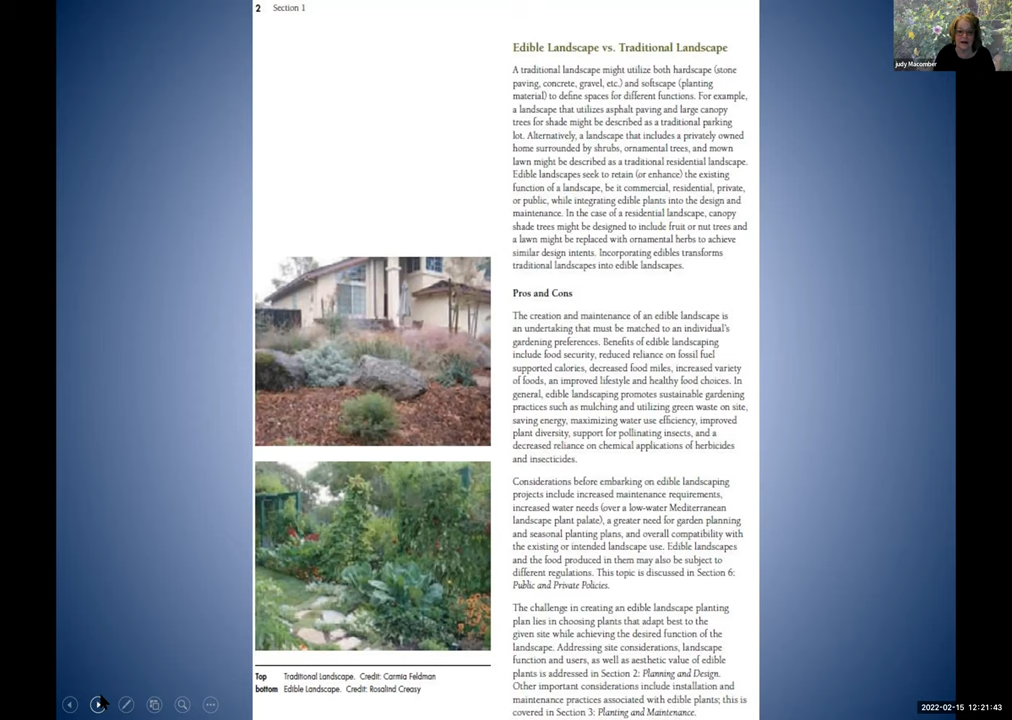 2 Section 1
Edible Landscape vs. Traditional Landscape
A traditional landscape might utilize both hardscape (stone
paving, concrete, gravel, etc.) and softscape (planting
material) to define spaces for different functions. For example,
a landscape that utilizes asphalt paving and large canopy
trees for shade might be described as a traditional parking
lot. Alternatively, a landscape that includes a privately owned
home surrounded by shrubs, ornamental trees, and mown
lawn might be described as a traditional residential landscape.
Edible landscapes seek to retain (or enhance) the existing
function of a landscape, be it commercial, residential, private,
or public, while integrating edible plants into the design and
maintenance. In the case of a residential landscape, canopy
shade trees might be designed to include fruit or nut trees and
a lawn might be replaced with ornamental herbs to achieve
similar design intents. Incorporating edibles transforms
traditional landscapes into edible landscapes.
Pros and Cons
The creation and maintenance of an edible landscape is
an undertaking that must be matched to an individual's
gardening preferences. Benefits of edible landscaping
include food security, reduced reliance on fossil fuel
supported calories, decreased food miles, increased variety
of foods, an improved lifestyle and healthy food choices. In
general, edible landscaping promotes sustainable gardening
practices such as mulching and utilizing green waste on site,
saving energy, maximizing water use efficiency, improved
plant diversity, support for pollinating insects, and a
decreased reliance on chemical applications of herbicides
and insecticides.
Considerations before embarking on edible landscaping
projects include increased maintenance requirements,
increased water needs (over a low-water Mediterranean
landscape plant palate), a greater need for garden planning
and seasonal planting plans, and overall compatibility with
the existing or intended landscape use. Edible landscapes
and the food produced in them may also be subject to
different regulations. This topic is discussed in Section 6:
Public and Private Policies.
The challenge in creating an edible landscape planting
plan lies in choosing plants that adapt best to the
given site while achieving the desired function of the
landscape. Addressing site considerations, landscape
function and users, as well as aesthetic value of edible
plants is addressed in Section 2: Planning and Design.
Other important considerations include installation and
maintenance practices associated with edible plants; this is
covered in Section 3: Planting and Maintenance.
Top Traditional Landscape. Credit: Carmia Feldman
bottom Edible Landscape. Credit: Rosalind Creasy
judy Macomber
2022-02-15 12:21:43